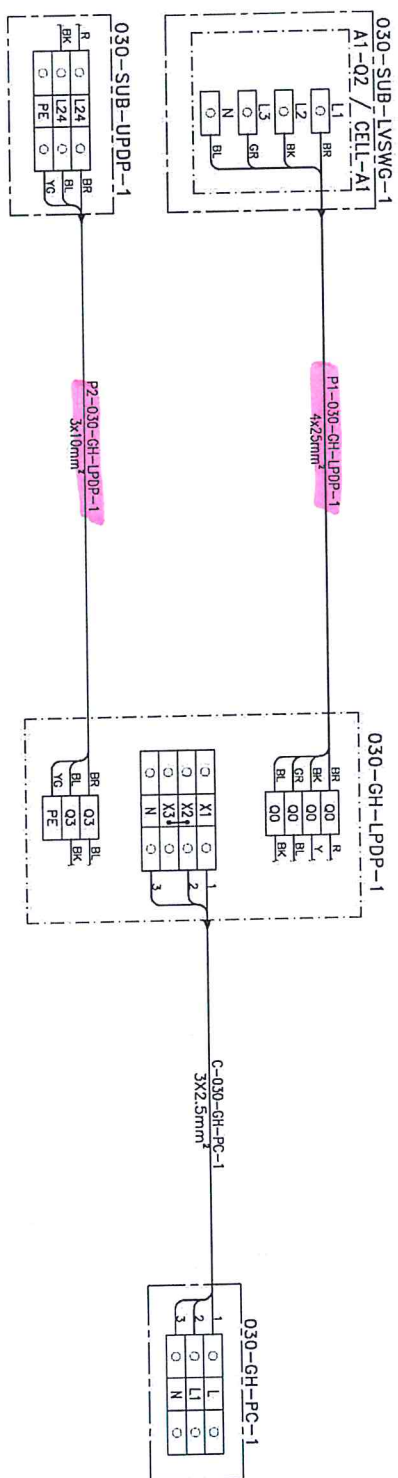 030-SUB-LVSWG-1
A1-Q2 / CELL-A1
L1 BR
L2 BK
L3 GR
N BL
P1-030-GH-LPDP-1
4x25mm²
030-GH-LPDP-1
BR Q0 R
BK Q0 Y
GR Q0 BL
BL Q0 BK
X1 1
X2 2
X3 3
N
C-030-GH-PC-1
3X2.5mm²
030-GH-PC-1
1 L
2 L1
3 N
030-SUB-UPDP-1
R L24 BR
BK L24 BL
PE YG
P2-030-GH-LPDP-1
3x10mm²
BR Q3 BL
BL Q3 BK
YG PE